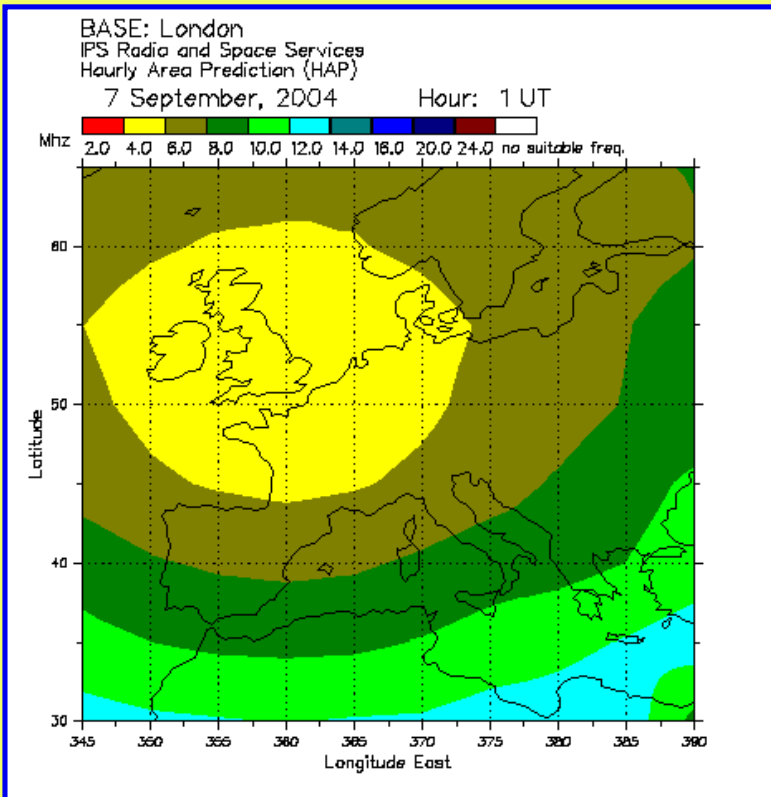 BASE: London
IPS Radio and Space Services
Hourly Area Prediction (HAP)
7 September, 2004 Hour: 1 UT
Mhz 2.0 4.0 6.0 8.0 10.0 12.0 14.0 16.0 20.0 24.0 no suitable freq.
60
50
Latitude
40
30
345 350 355 360 365 370 375 380 385 390
Longitude East